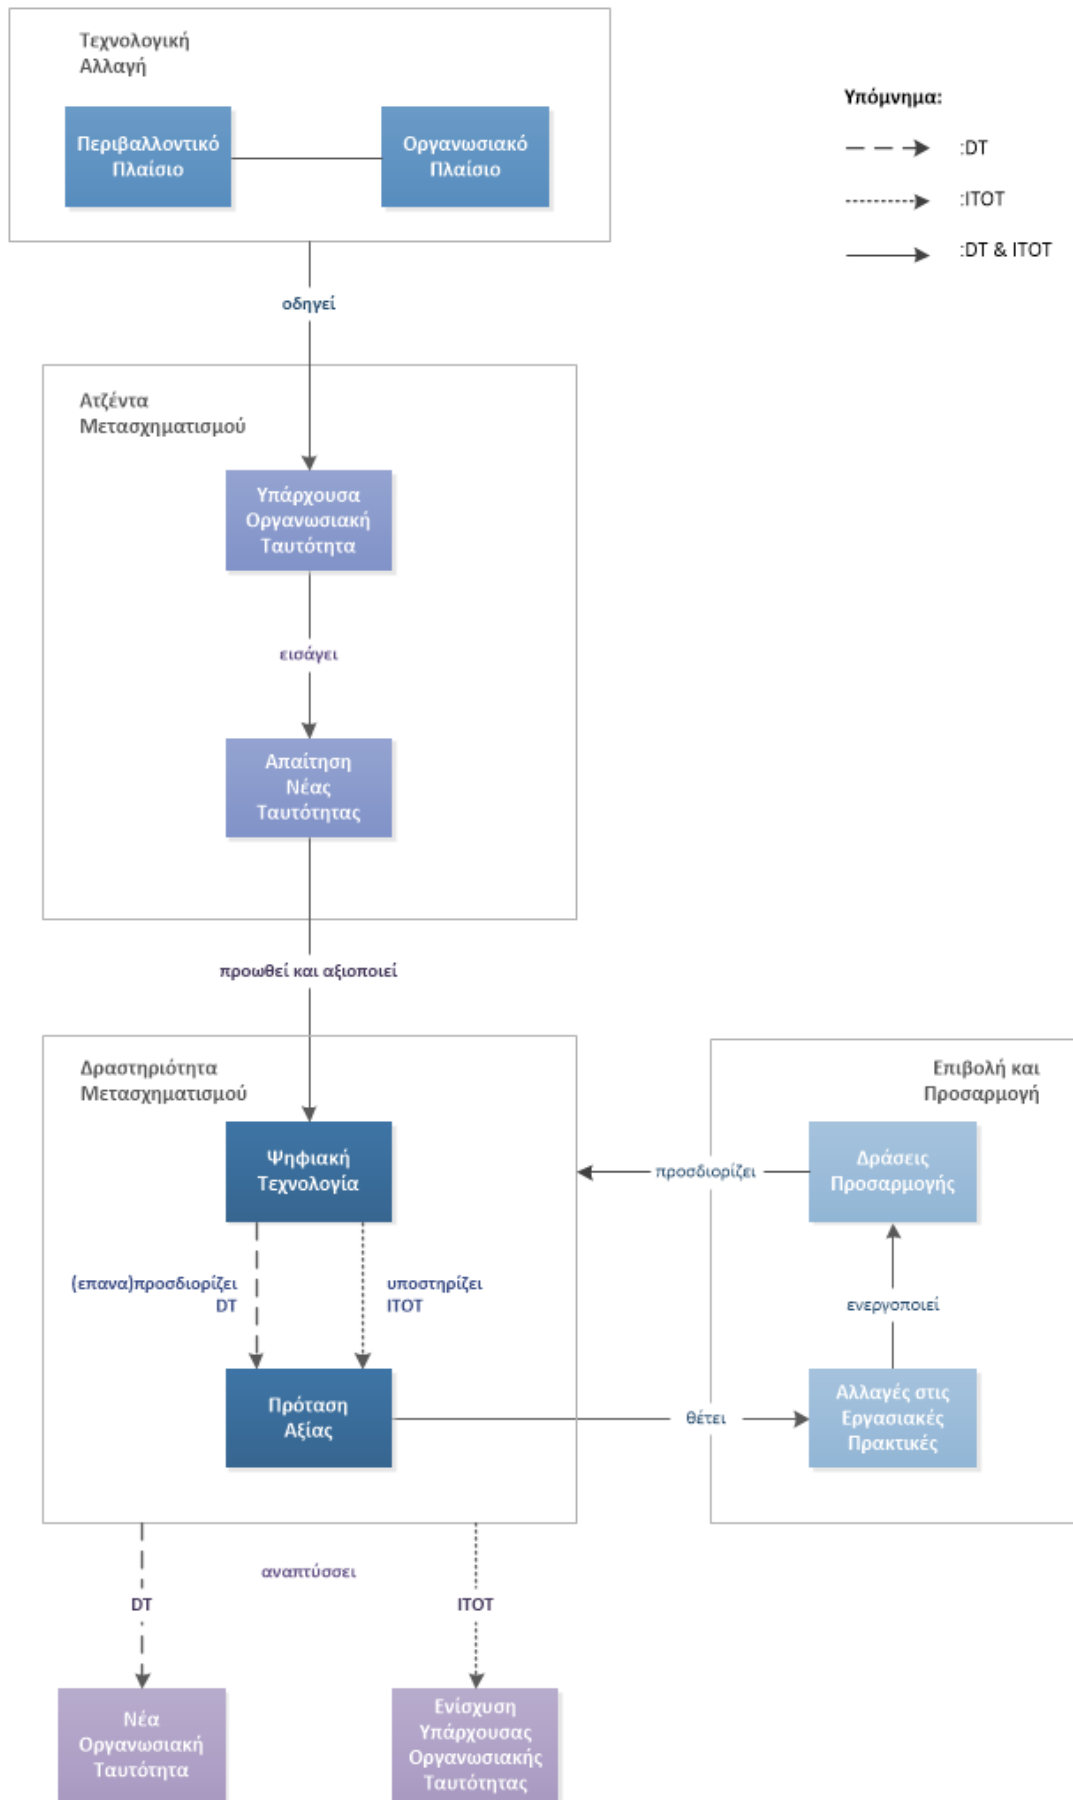 Τεχνολογική
Αλλαγή
Περιβαλλοντικό
Πλαίσιο
Οργανωσιακό
Πλαίσιο
Υπόμνημα:
:DT
:ITOT
:DT & ITOT
οδηγεί
Ατζέντα
Μετασχηματισμού
Υπάρχουσα
Οργανωσιακή
Ταυτότητα
εισάγει
Απαίτηση
Νέας
Ταυτότητας
προωθεί και αξιοποιεί
Δραστηριότητα
Μετασχηματισμού
Ψηφιακή
Τεχνολογία
(επανα)προσδιορίζει
DT
υποστηρίζει
ITOT
Πρόταση
Αξίας
Επιβολή και
Προσαρμογή
Δράσεις
Προσαρμογής
προσδιορίζει
ενεργοποιεί
Αλλαγές στις
Εργασιακές
Πρακτικές
θέτει
αναπτύσσει
DT
ITOT
Νέα
Οργανωσιακή
Ταυτότητα
Ενίσχυση
Υπάρχουσας
Οργανωσιακής
Ταυτότητας